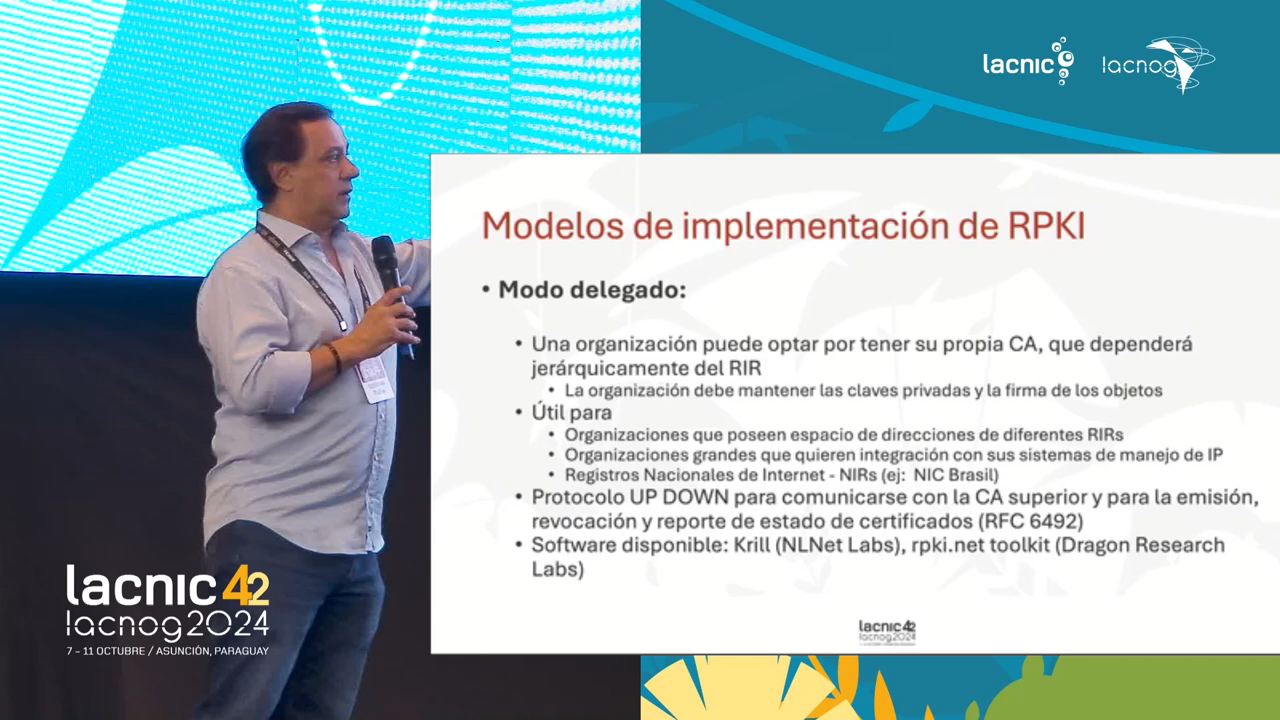 lacnic
lacnog
Modelos de implementación de RPKI
• Modo delegado:
• Una organización puede optar por tener su propia CA, que dependerá
jerárquicamente del RIR
• La organización debe mantener las claves privadas y la firma de los objetos
• Útil para
• Organizaciones que poseen espacio de direcciones de diferentes RIRs
• Organizaciones grandes que quieren integración con sus sistemas de manejo de IP
• Registros Nacionales de Internet - NIRs (ej: NIC Brasil)
• Protocolo UP DOWN para comunicarse con la CA superior y para la emisión,
revocación y reporte de estado de certificados (RFC 6492)
• Software disponible: Krill (NLNet Labs), rpki.net toolkit (Dragon Research
Labs)
lacnic 42
lacnog2024
lacnic 42
lacnog2024
7 - 11 OCTUBRE / ASUNCIÓN, PARAGUAY